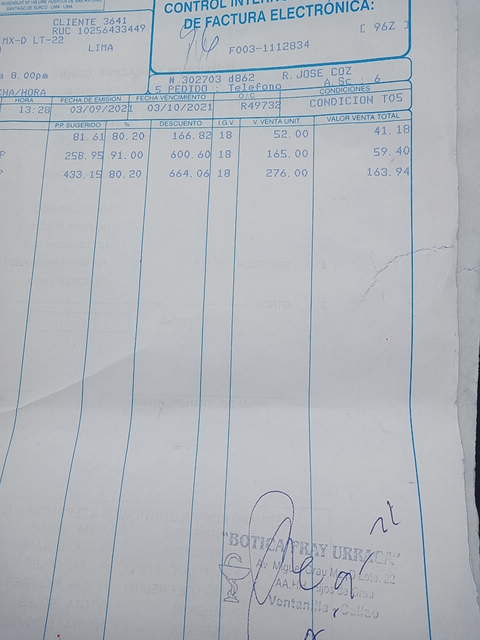 CONTROL INTERN
DE FACTURA ELECTRÓNICA:
CLIENTE 3641
RUC 10256433449
MX-D LT-22
LIMA
96
[ 96Z ]
F003-1112834
a 8.00pm
N 302703 d862 R.JOSE COZ
CHA/HORA
5 PEDIDO : Telefono A.Sc : 6
HORA FECHA DE EMISIÓN FECHA VENCIMIENTO O/C CONDICIONES
13:28 03/09/2021 03/10/2021 R49732 CONDICION T05
P.P. SUGERIDO % DESCUENTO I.G.V. V. VENTA UNIT. VALOR VENTA TOTAL
81.61 80.20 166.82 18 52.00 41.18
P 258.95 91.00 600.60 18 165.00 59.40
P 433.15 80.20 664.06 18 276.00 163.94
"BOTICA FRAY URRACA"
Av. Miguel Grau
Ventanilla - Callao